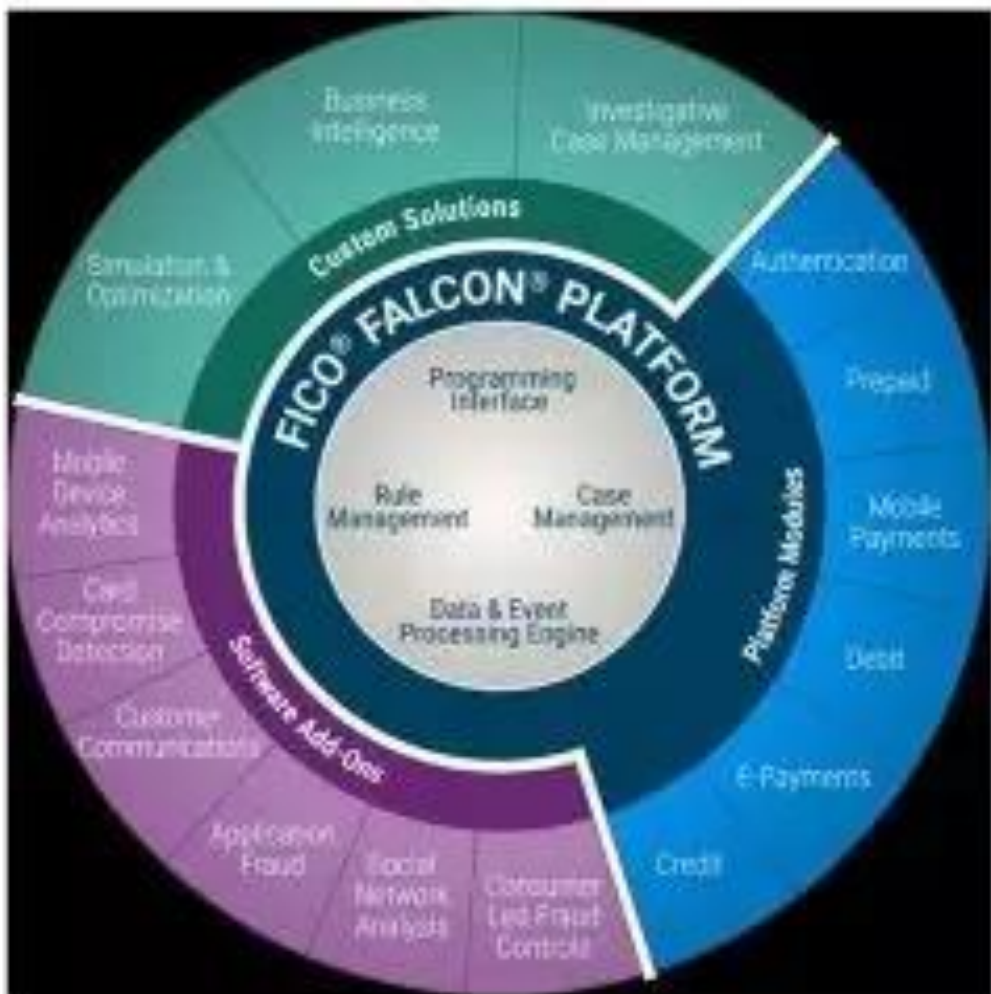 Business
Intelligence
Investigative
Case Management
Simulation &
Optimization
Custom Solutions
FICO® FALCON® PLATFORM
Programming
Interface
Rule
Management
Case
Management
Data & Event
Processing Engine
Authentication
Prepaid
Mobile
Payments
Debit
E-Payments
Credit
Platform Modules
Mobile
Device
Analytics
Card
Compromise
Detection
Customer
Communications
Application
Fraud
Social
Network
Analysis
Consumer
Led Fraud
Controls
Software Add-Ons